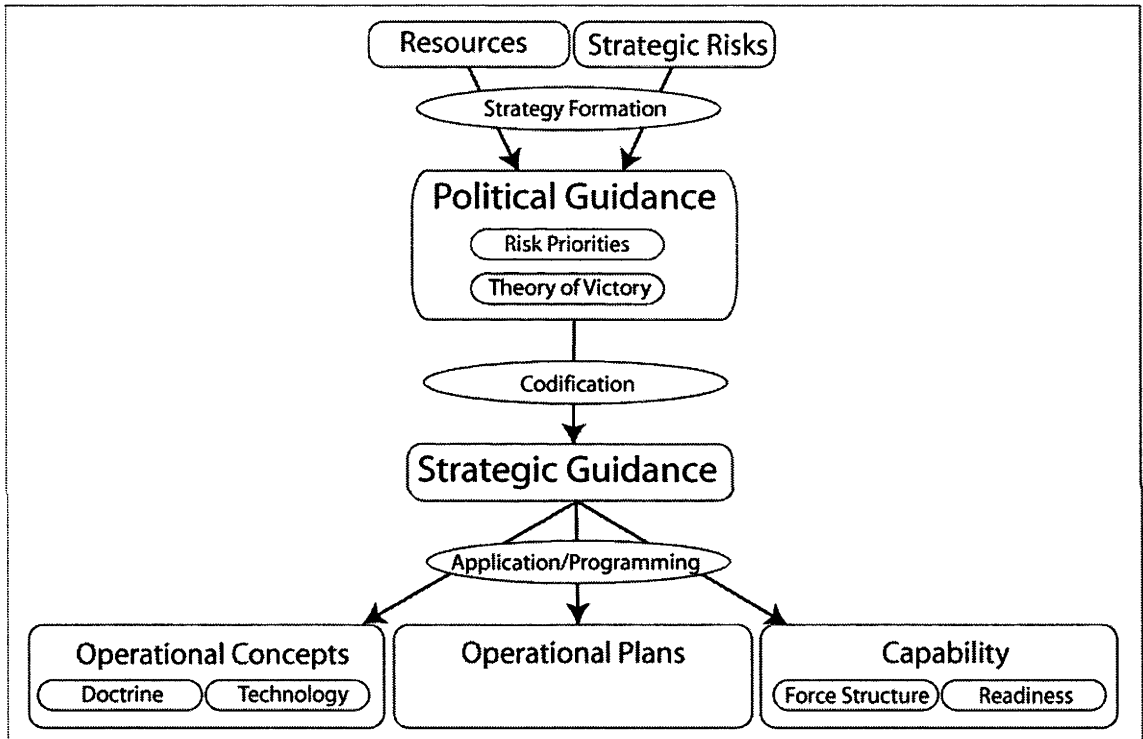 Resources
Strategic Risks
Strategy Formation
Political Guidance
Risk Priorities
Theory of Victory
Codification
Strategic Guidance
Application/Programming
Operational Concepts
Doctrine
Technology
Operational Plans
Capability
Force Structure
Readiness